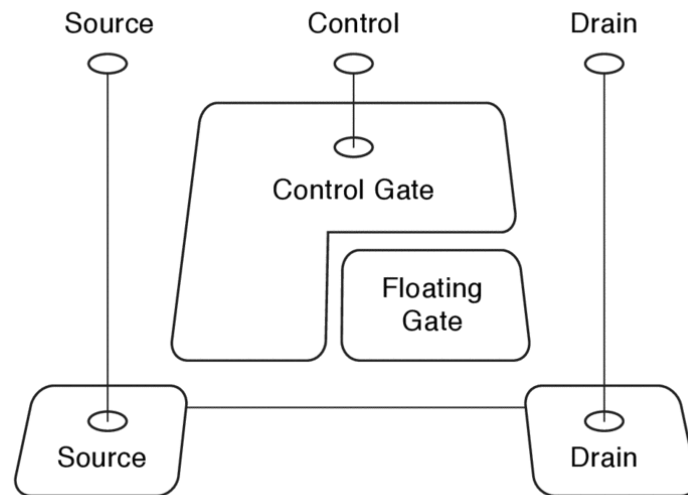 Source
Control
Drain
Control Gate
Floating
Gate
Source
Drain